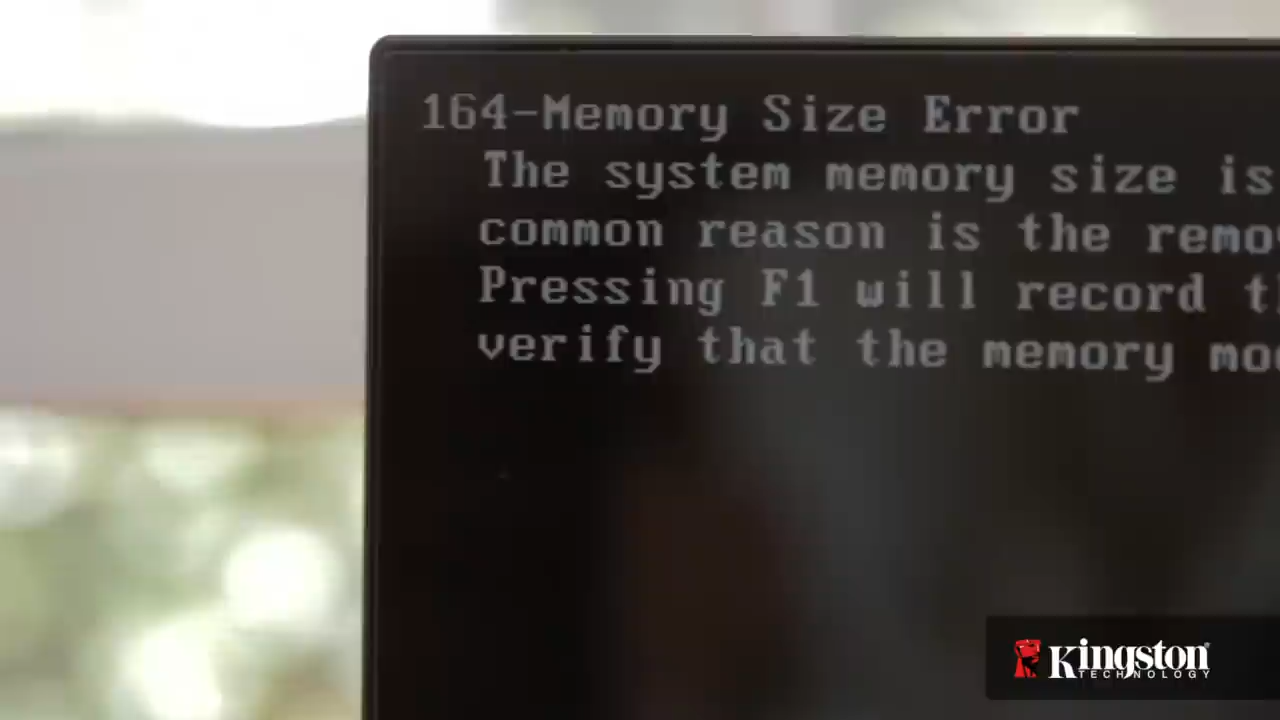 164-Memory Size Error
The system memory size is
common reason is the remo
Pressing F1 will record t
verify that the memory mo
Kingston
TECHNOLOGY